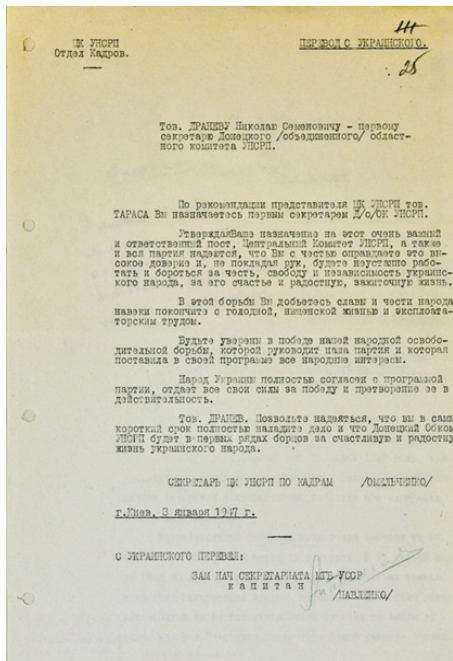 ЦК УНСРП
Отдел Кадров.
ПЕРЕВОД С УКРАИНСКОГО.
25
Тов. ДРАНЕВУ Николаю Семеновичу - первому
секретарю Донецкого /объединенного/ област-
ного комитета УНСРП.
По рекомендации представителя ЦК УНСРП тов.
ТАРАСА Вы назначаетесь первым секретарем Д/о/ОК УНСРП.
УтверждаяВаше назначение на этот очень важный
и ответственный пост, Центральный Комитет УНСРП, а также
и вся партия надеются, что Вы с честью оправдаете это вы-
сокое доверие и, не покладая рук, будете неустанно рабо-
тать и бороться за честь, свободу и независимость украинс-
кого народа, за его счастье и радостную, зажиточную жизнь.
В этой борьбы Вы добьетесь славы и чести народа
навеки покончите с голодной, нищенской жизнью и эксплоата-
торским трудом.
Будьте уверены в победе нашей народной освобо-
дительной борьбы, которой руководит наша партия и которая
поставила в своей программе все народные интересы.
Народ Украины полностью согласен с программой
партии, отдает все свои силы за победу и претворение ее в
действительность.
Тов. ДРАНЕВ. Позвольте надеяться, что вы в самы
короткий срок полностью наладите дело и что Донецкий Обком
УНСРП будет в первых рядах борцов за счастливую и радостну
жизнь украинского народа.
СЕКРЕТАРЬ ЦК УНСРП ПО КАДРАМ /ОМЕЛЬЧЕНКО/
г.Киев, 3 января 1947 г.
С УКРАИНСКОГО ПЕРЕВЕЛ:
ЗАМ НАЧ СЕКРЕТАРИАТА МГБ УССР
капитан
/ПАВЛЕНКО/